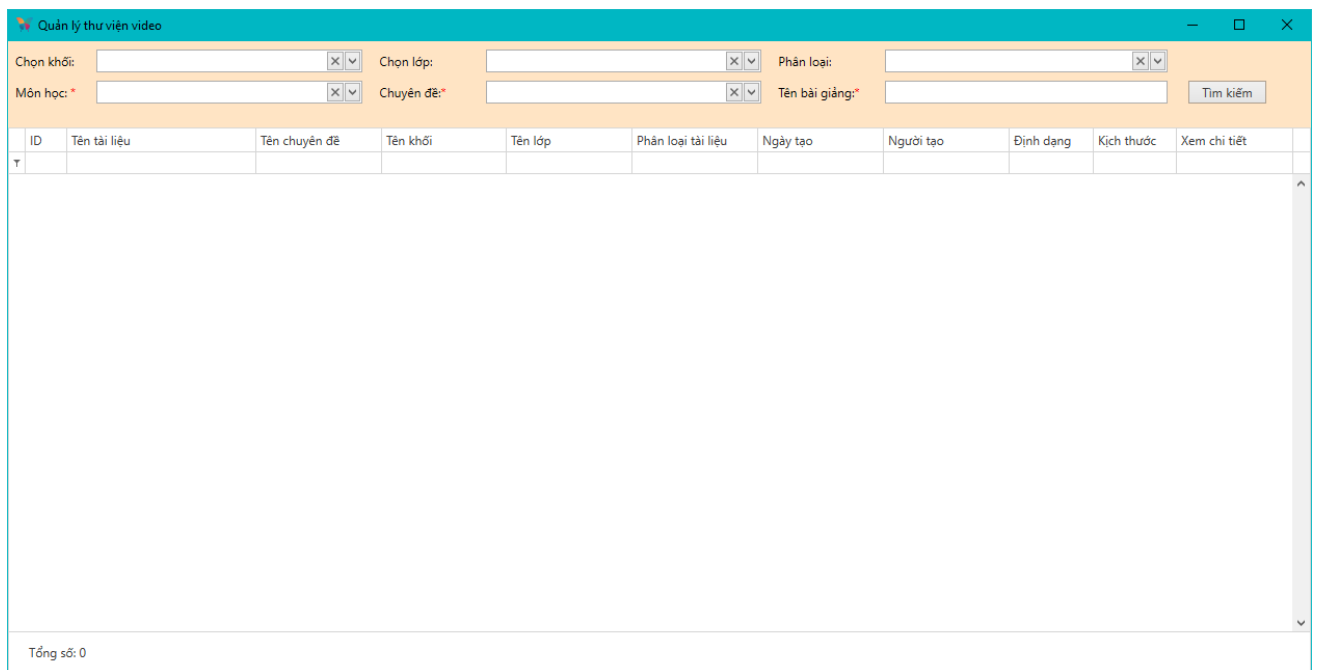 Quản lý thư viện video
Chọn khối: Chọn lớp: Phân loại:
Môn học: * Chuyên đề:* Tên bài giảng:* Tìm kiếm
ID Tên tài liệu Tên chuyên đề Tên khối Tên lớp Phân loại tài liệu Ngày tạo Người tạo Định dạng Kịch thước Xem chi tiết
Tổng số: 0